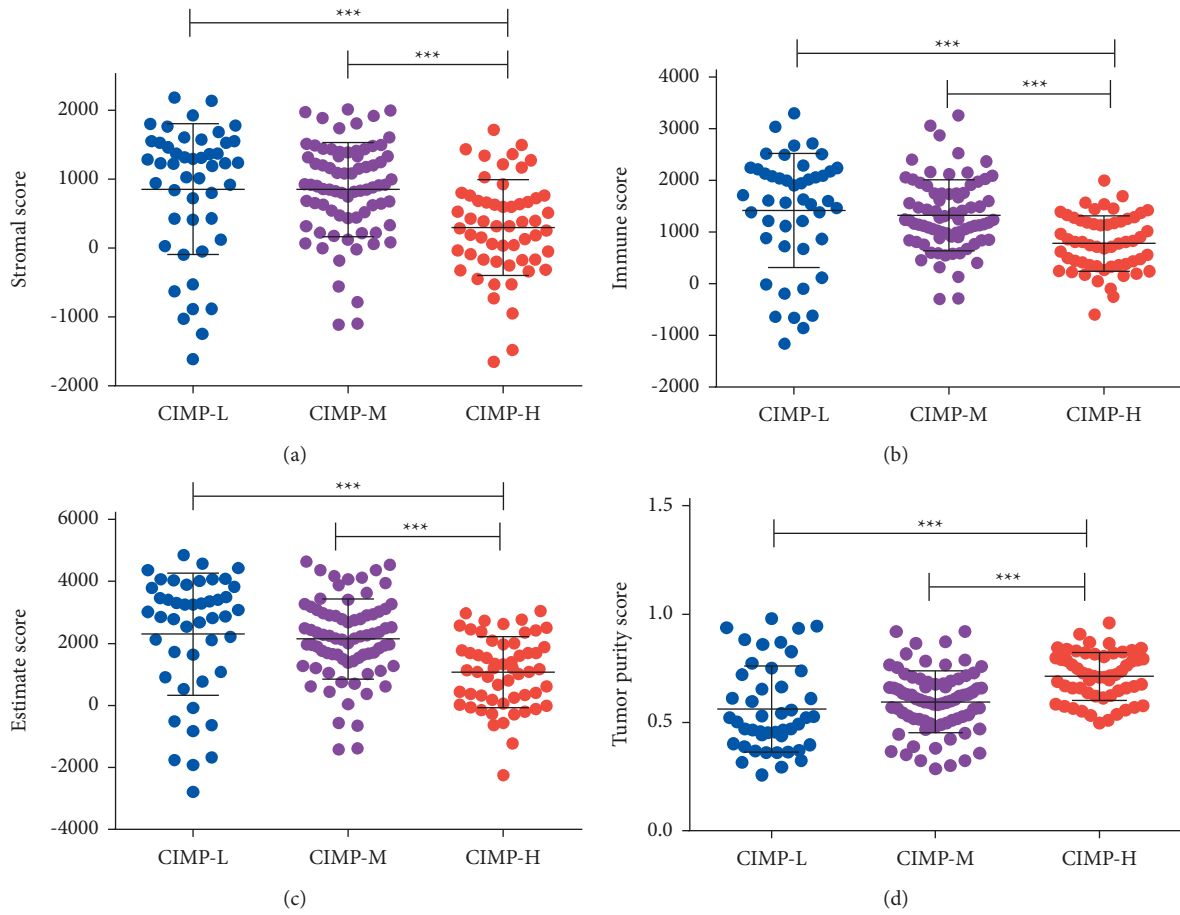 ***
***
2000
1000
0
-1000
-2000
Stromal score
CIMP-L CIMP-M CIMP-H
(a)
***
***
4000
3000
2000
1000
0
-1000
-2000
Immune score
CIMP-L CIMP-M CIMP-H
(b)
***
***
6000
4000
2000
0
-2000
-4000
Estimate score
CIMP-L CIMP-M CIMP-H
(c)
***
***
1.5
1.0
0.5
0.0
Tumor purity score
CIMP-L CIMP-M CIMP-H
(d)